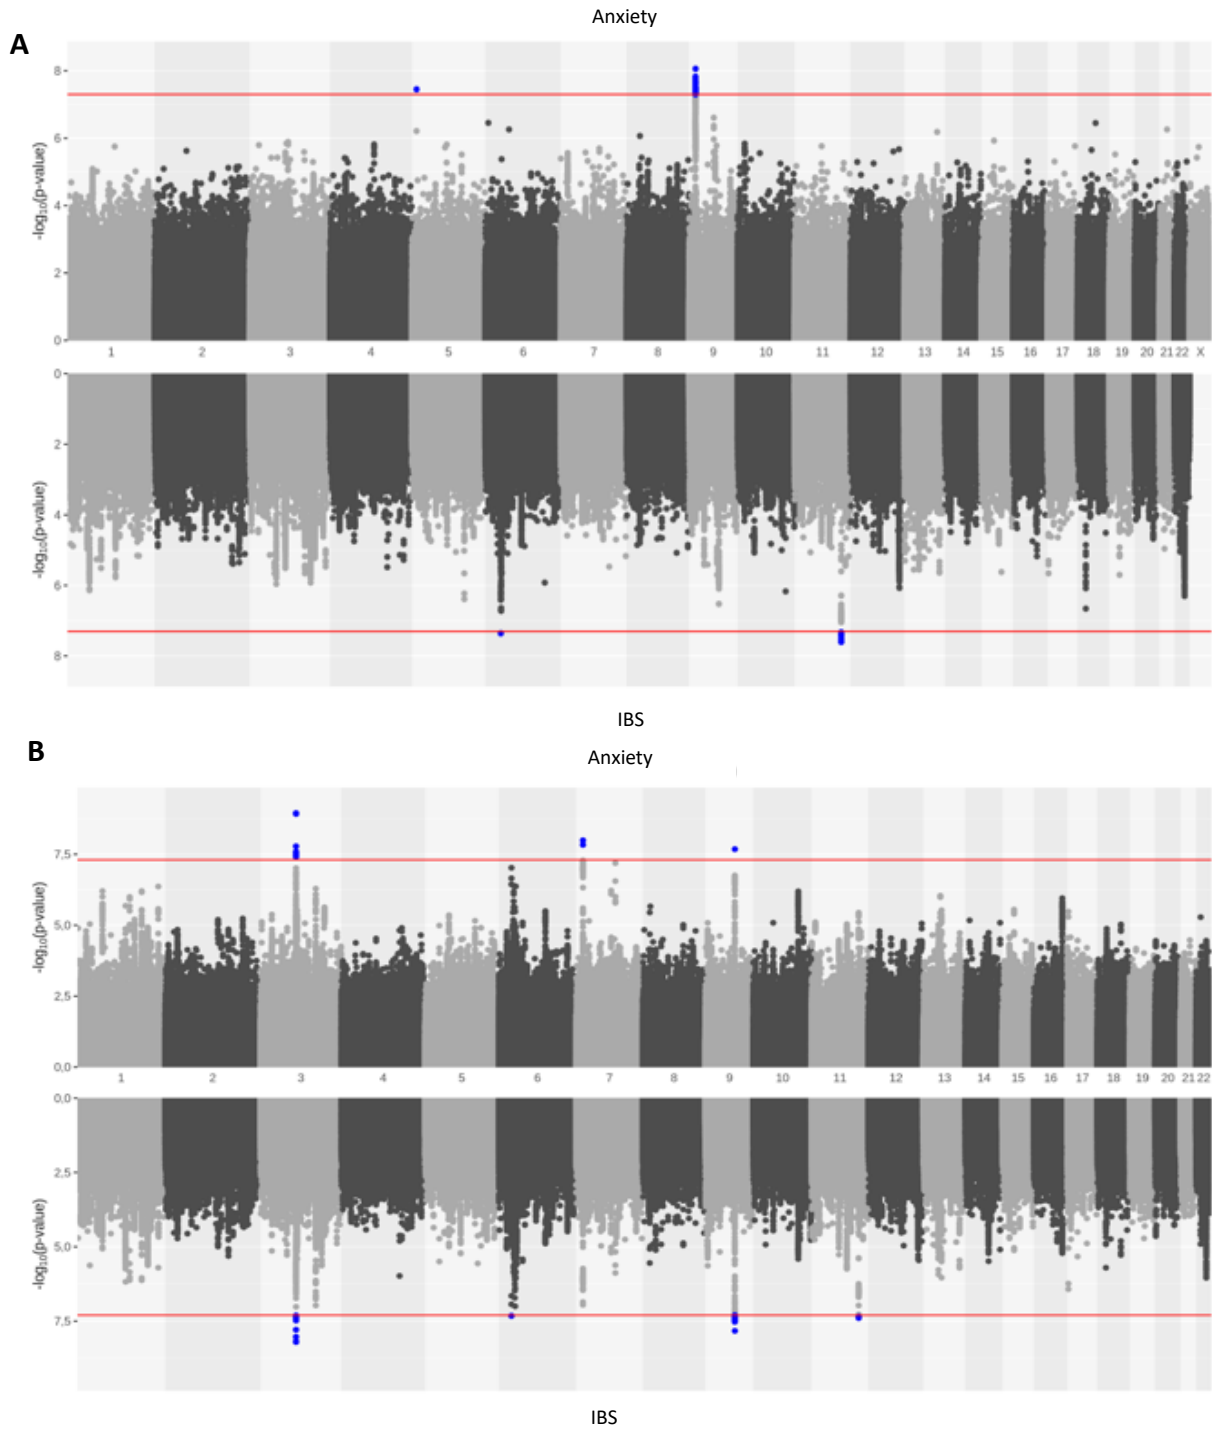 Anxiety
A
8
6
4
2
0
-log10(p-value)
1 2 3 4 5 6 7 8 9 10 11 12 13 14 15 16 17 18 19 20 21 22 X
0
2
4
6
8
-log10(p-value)
IBS
B
Anxiety
7,5
5,0
2,5
0,0
-log10(p-value)
1 2 3 4 5 6 7 8 9 10 11 12 13 14 15 16 17 18 19 20 21 22
0,0
2,5
5,0
7,5
-log10(p-value)
IBS